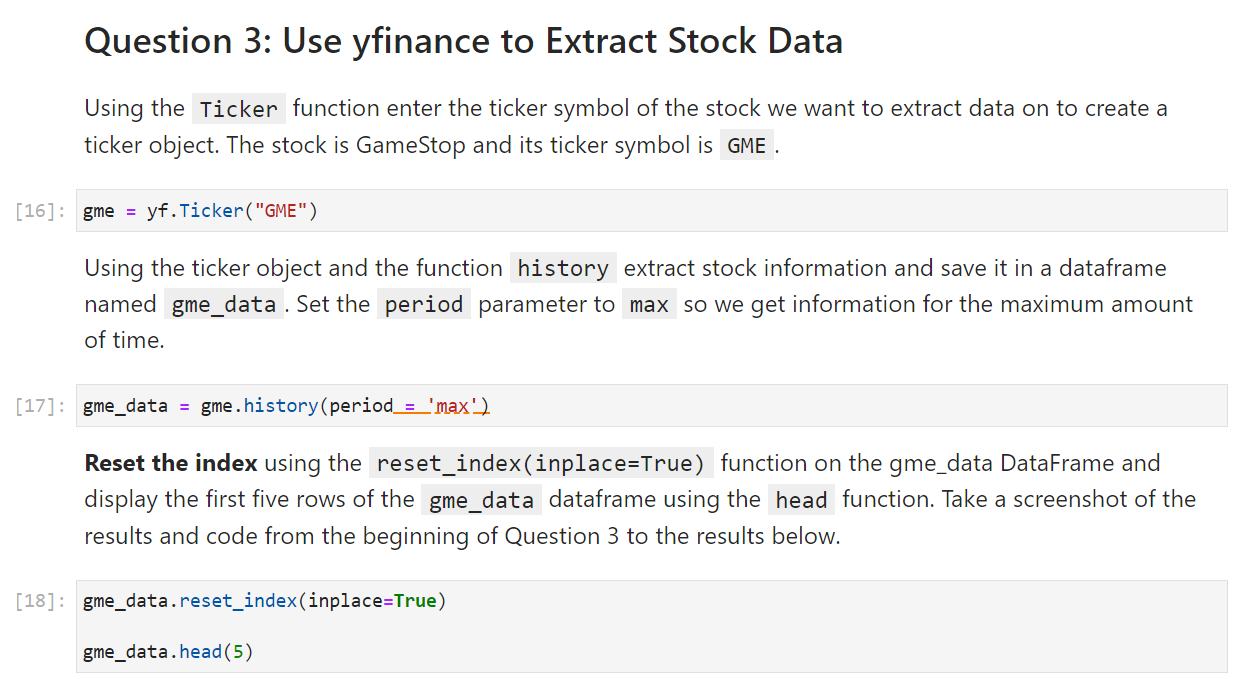 Question 3: Use yfinance to Extract Stock Data
Using the Ticker function enter the ticker symbol of the stock we want to extract data on to create a
ticker object. The stock is GameStop and its ticker symbol is GME .
[16]: gme = yf.Ticker("GME")
Using the ticker object and the function history extract stock information and save it in a dataframe
named gme_data . Set the period parameter to max so we get information for the maximum amount
of time.
[17]: gme_data = gme.history(period = 'max')
Reset the index using the reset_index(inplace=True) function on the gme_data DataFrame and
display the first five rows of the gme_data dataframe using the head function. Take a screenshot of the
results and code from the beginning of Question 3 to the results below.
[18]: gme_data.reset_index(inplace=True)
gme_data.head(5)